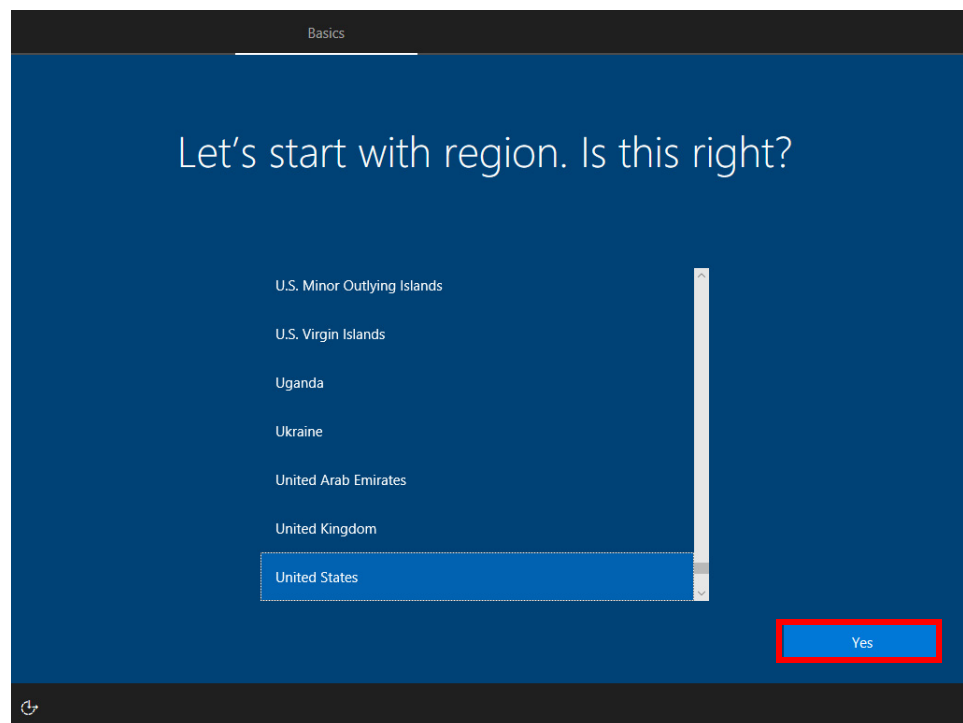 Basics
Let's start with region. Is this right?
U.S. Minor Outlying Islands
U.S. Virgin Islands
Uganda
Ukraine
United Arab Emirates
United Kingdom
United States
Yes